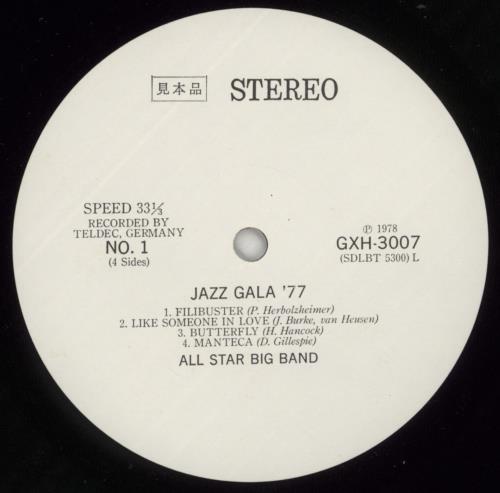 見本品 STEREO
SPEED 33⅓
RECORDED BY
TELDEC, GERMANY
NO. 1
(4 Sides)
Ⓟ 1978
GXH-3007
(SDLBT 5300) L
JAZZ GALA '77
1. FILIBUSTER (P. Herbolzheimer)
2. LIKE SOMEONE IN LOVE (J. Burke, van Heusen)
3. BUTTERFLY (H. Hancock)
4. MANTECA (D. Gillespie)
ALL STAR BIG BAND